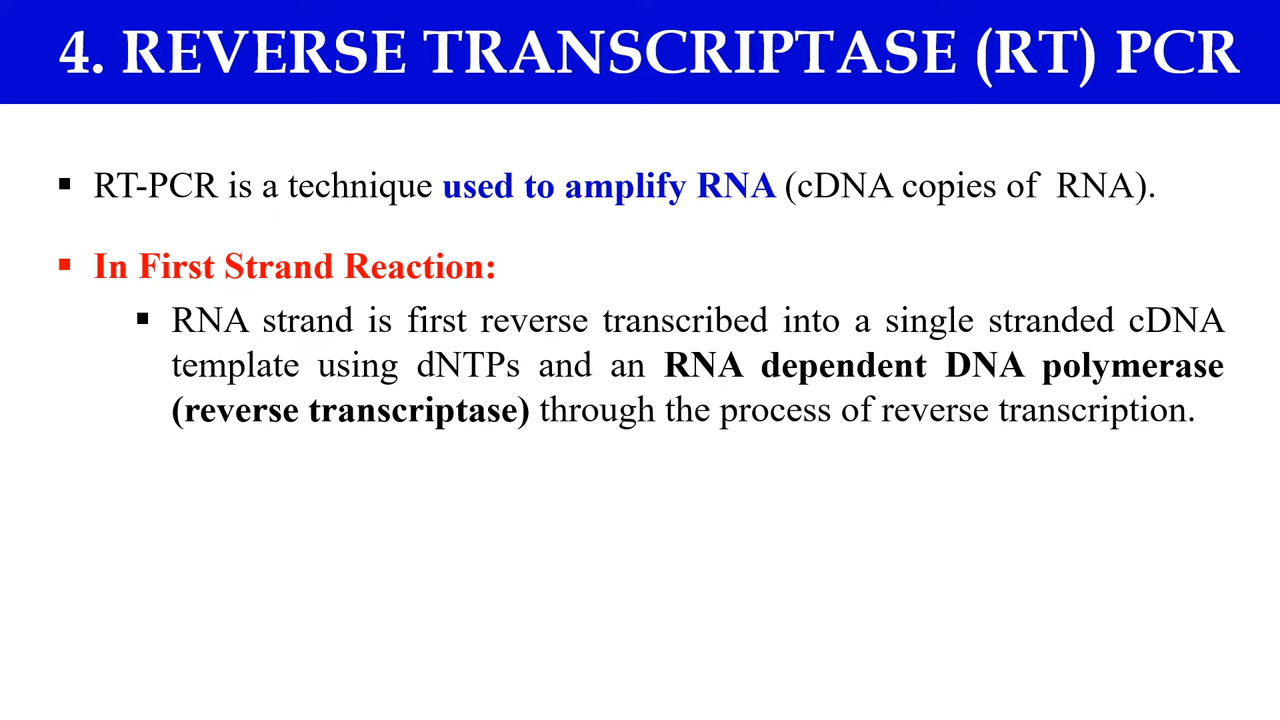 4. REVERSE TRANSCRIPTASE (RT) PCR
▪ RT-PCR is a technique used to amplify RNA (cDNA copies of RNA).
▪ In First Strand Reaction:
▪ RNA strand is first reverse transcribed into a single stranded cDNA
template using dNTPs and an RNA dependent DNA polymerase
(reverse transcriptase) through the process of reverse transcription.